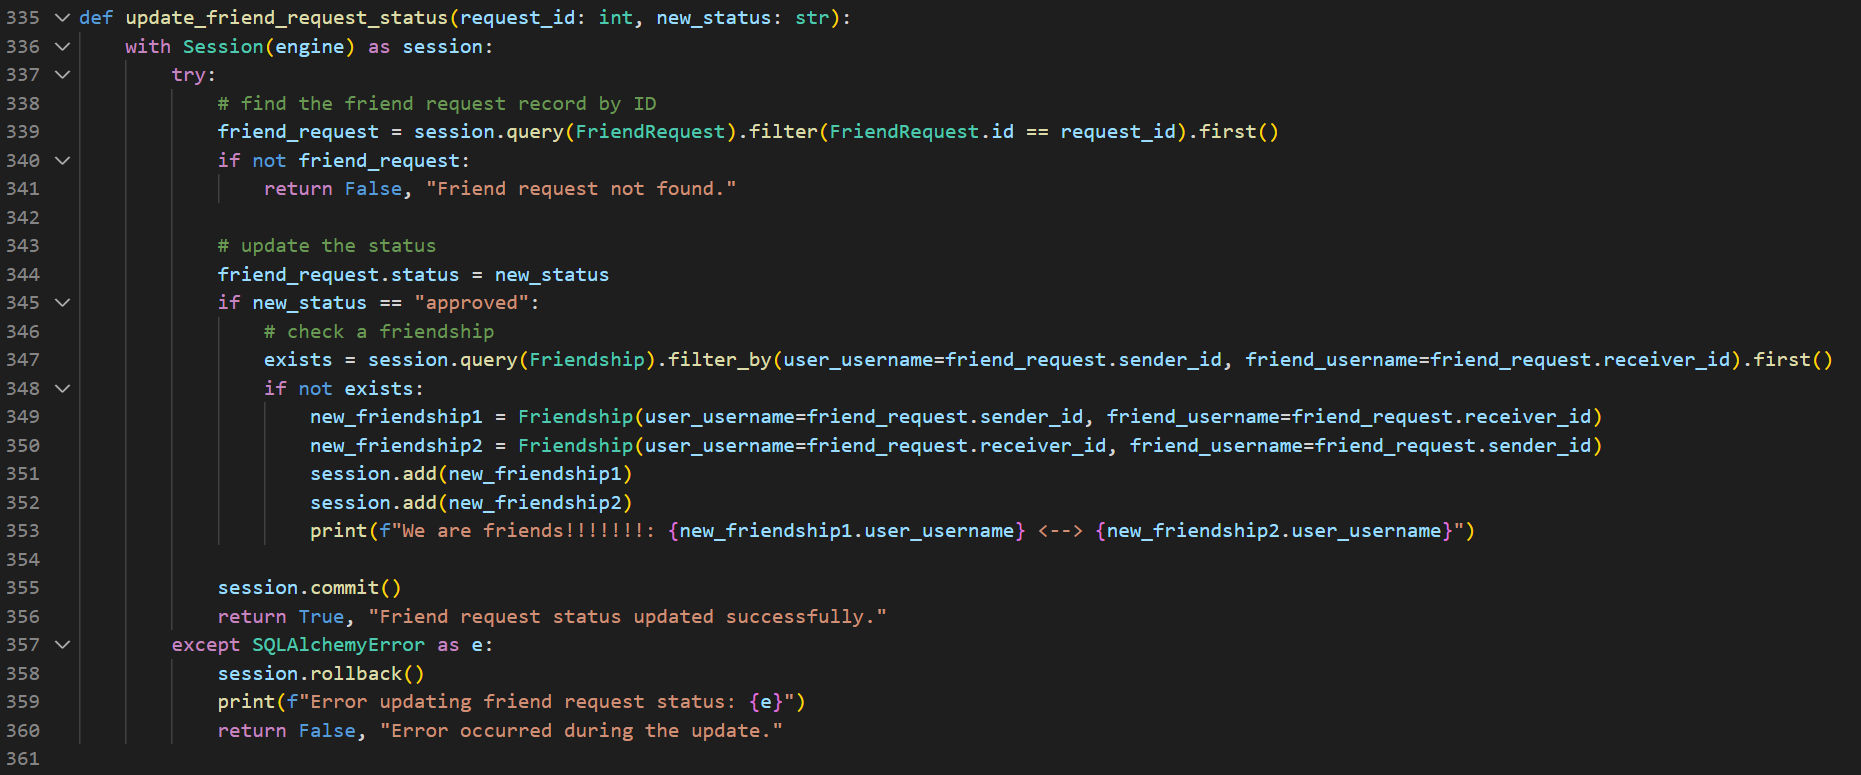 335 def update_friend_request_status(request_id: int, new_status: str):
336     with Session(engine) as session:
337         try:
338             # find the friend request record by ID
339             friend_request = session.query(FriendRequest).filter(FriendRequest.id == request_id).first()
340             if not friend_request:
341                 return False, "Friend request not found."
342
343             # update the status
344             friend_request.status = new_status
345             if new_status == "approved":
346                 # check a friendship
347                 exists = session.query(Friendship).filter_by(user_username=friend_request.sender_id, friend_username=friend_request.receiver_id).first()
348                 if not exists:
349                     new_friendship1 = Friendship(user_username=friend_request.sender_id, friend_username=friend_request.receiver_id)
350                     new_friendship2 = Friendship(user_username=friend_request.receiver_id, friend_username=friend_request.sender_id)
351                     session.add(new_friendship1)
352                     session.add(new_friendship2)
353                     print(f"We are friends!!!!!!!: {new_friendship1.user_username} <--> {new_friendship2.user_username}")
354
355             session.commit()
356             return True, "Friend request status updated successfully."
357         except SQLAlchemyError as e:
358             session.rollback()
359             print(f"Error updating friend request status: {e}")
360             return False, "Error occurred during the update."
361